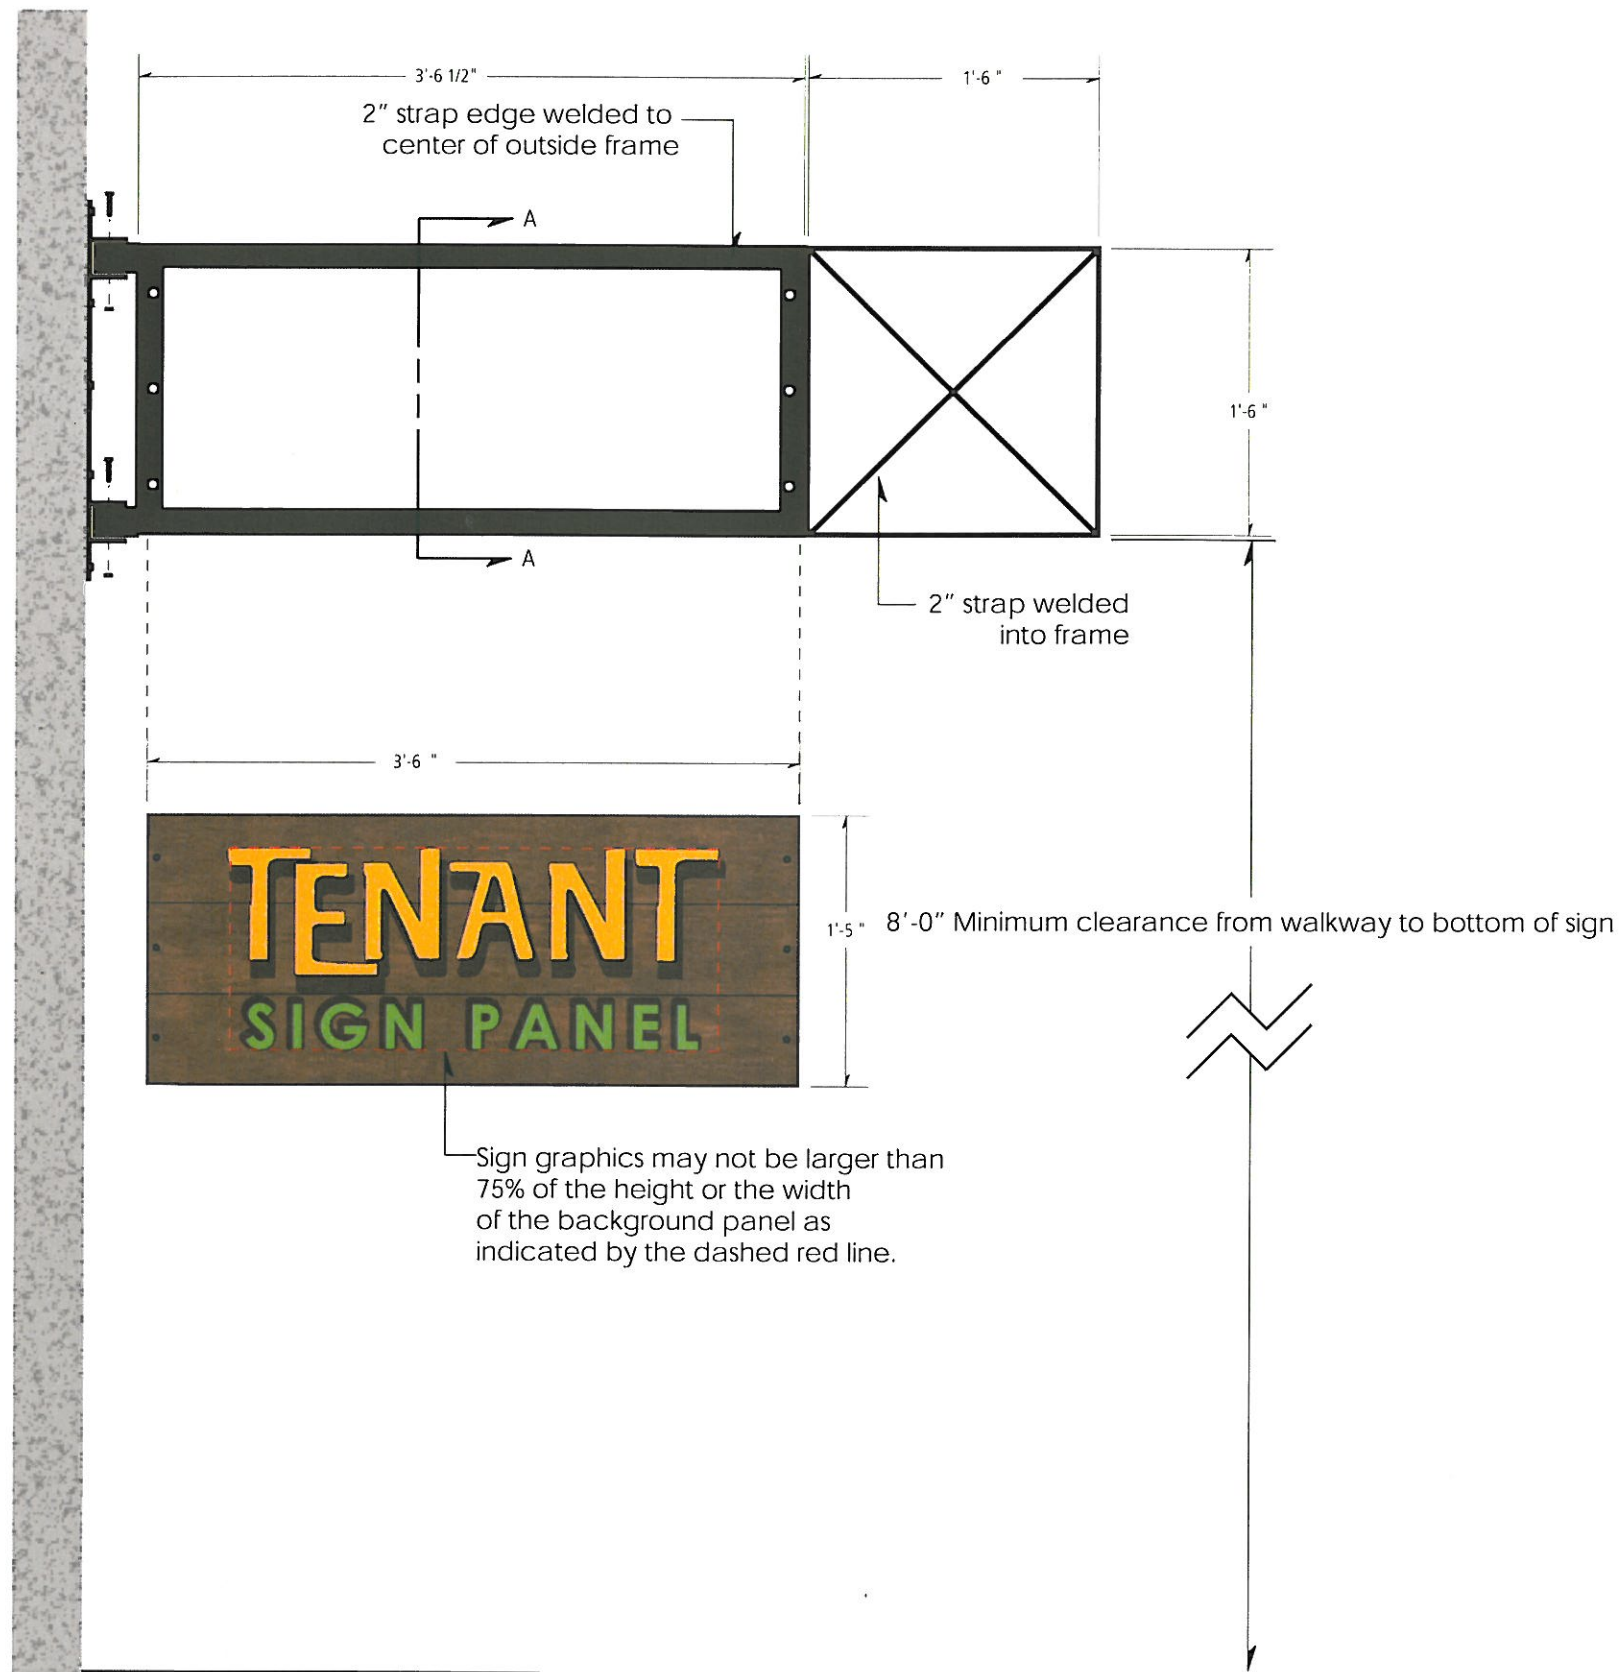 3'-6 1/2"
1'-6 "
2" strap edge welded to
center of outside frame
A
1'-6 "
A
2" strap welded
into frame
3'-6 "
TENANT
SIGN PANEL
1'-5 "
8'-0" Minimum clearance from walkway to bottom of sign
Sign graphics may not be larger than
75% of the height or the width
of the background panel as
indicated by the dashed red line.